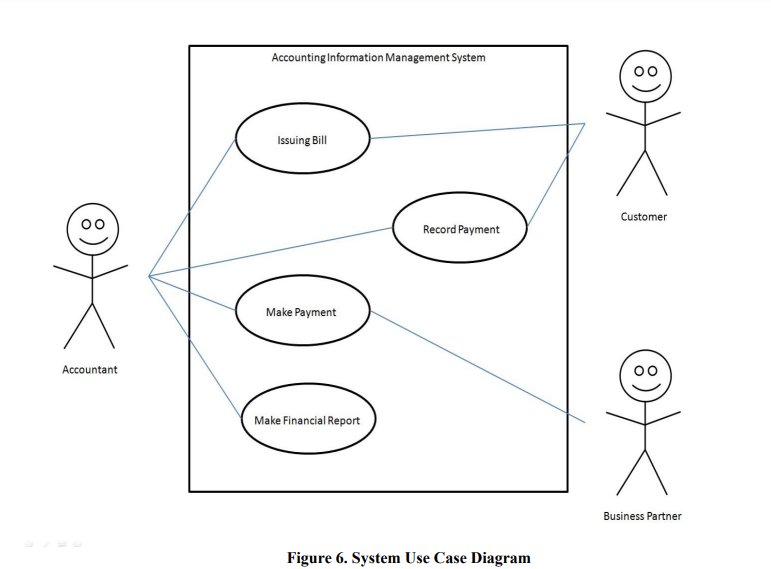 Accounting Information Management System
Issuing Bill
Customer
Record Payment
Make Payment
Accountant
Make Financial Report
Business Partner
Figure 6. System Use Case Diagram